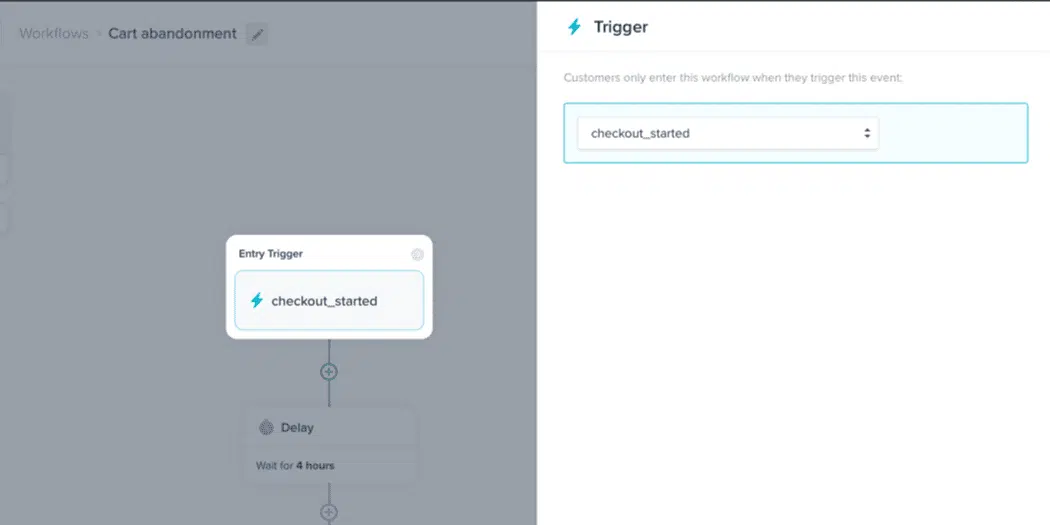 Workflows > Cart abandonment
Trigger
Customers only enter this workflow when they trigger this event:
checkout_started
Entry Trigger
checkout_started
Delay
Wait for 4 hours